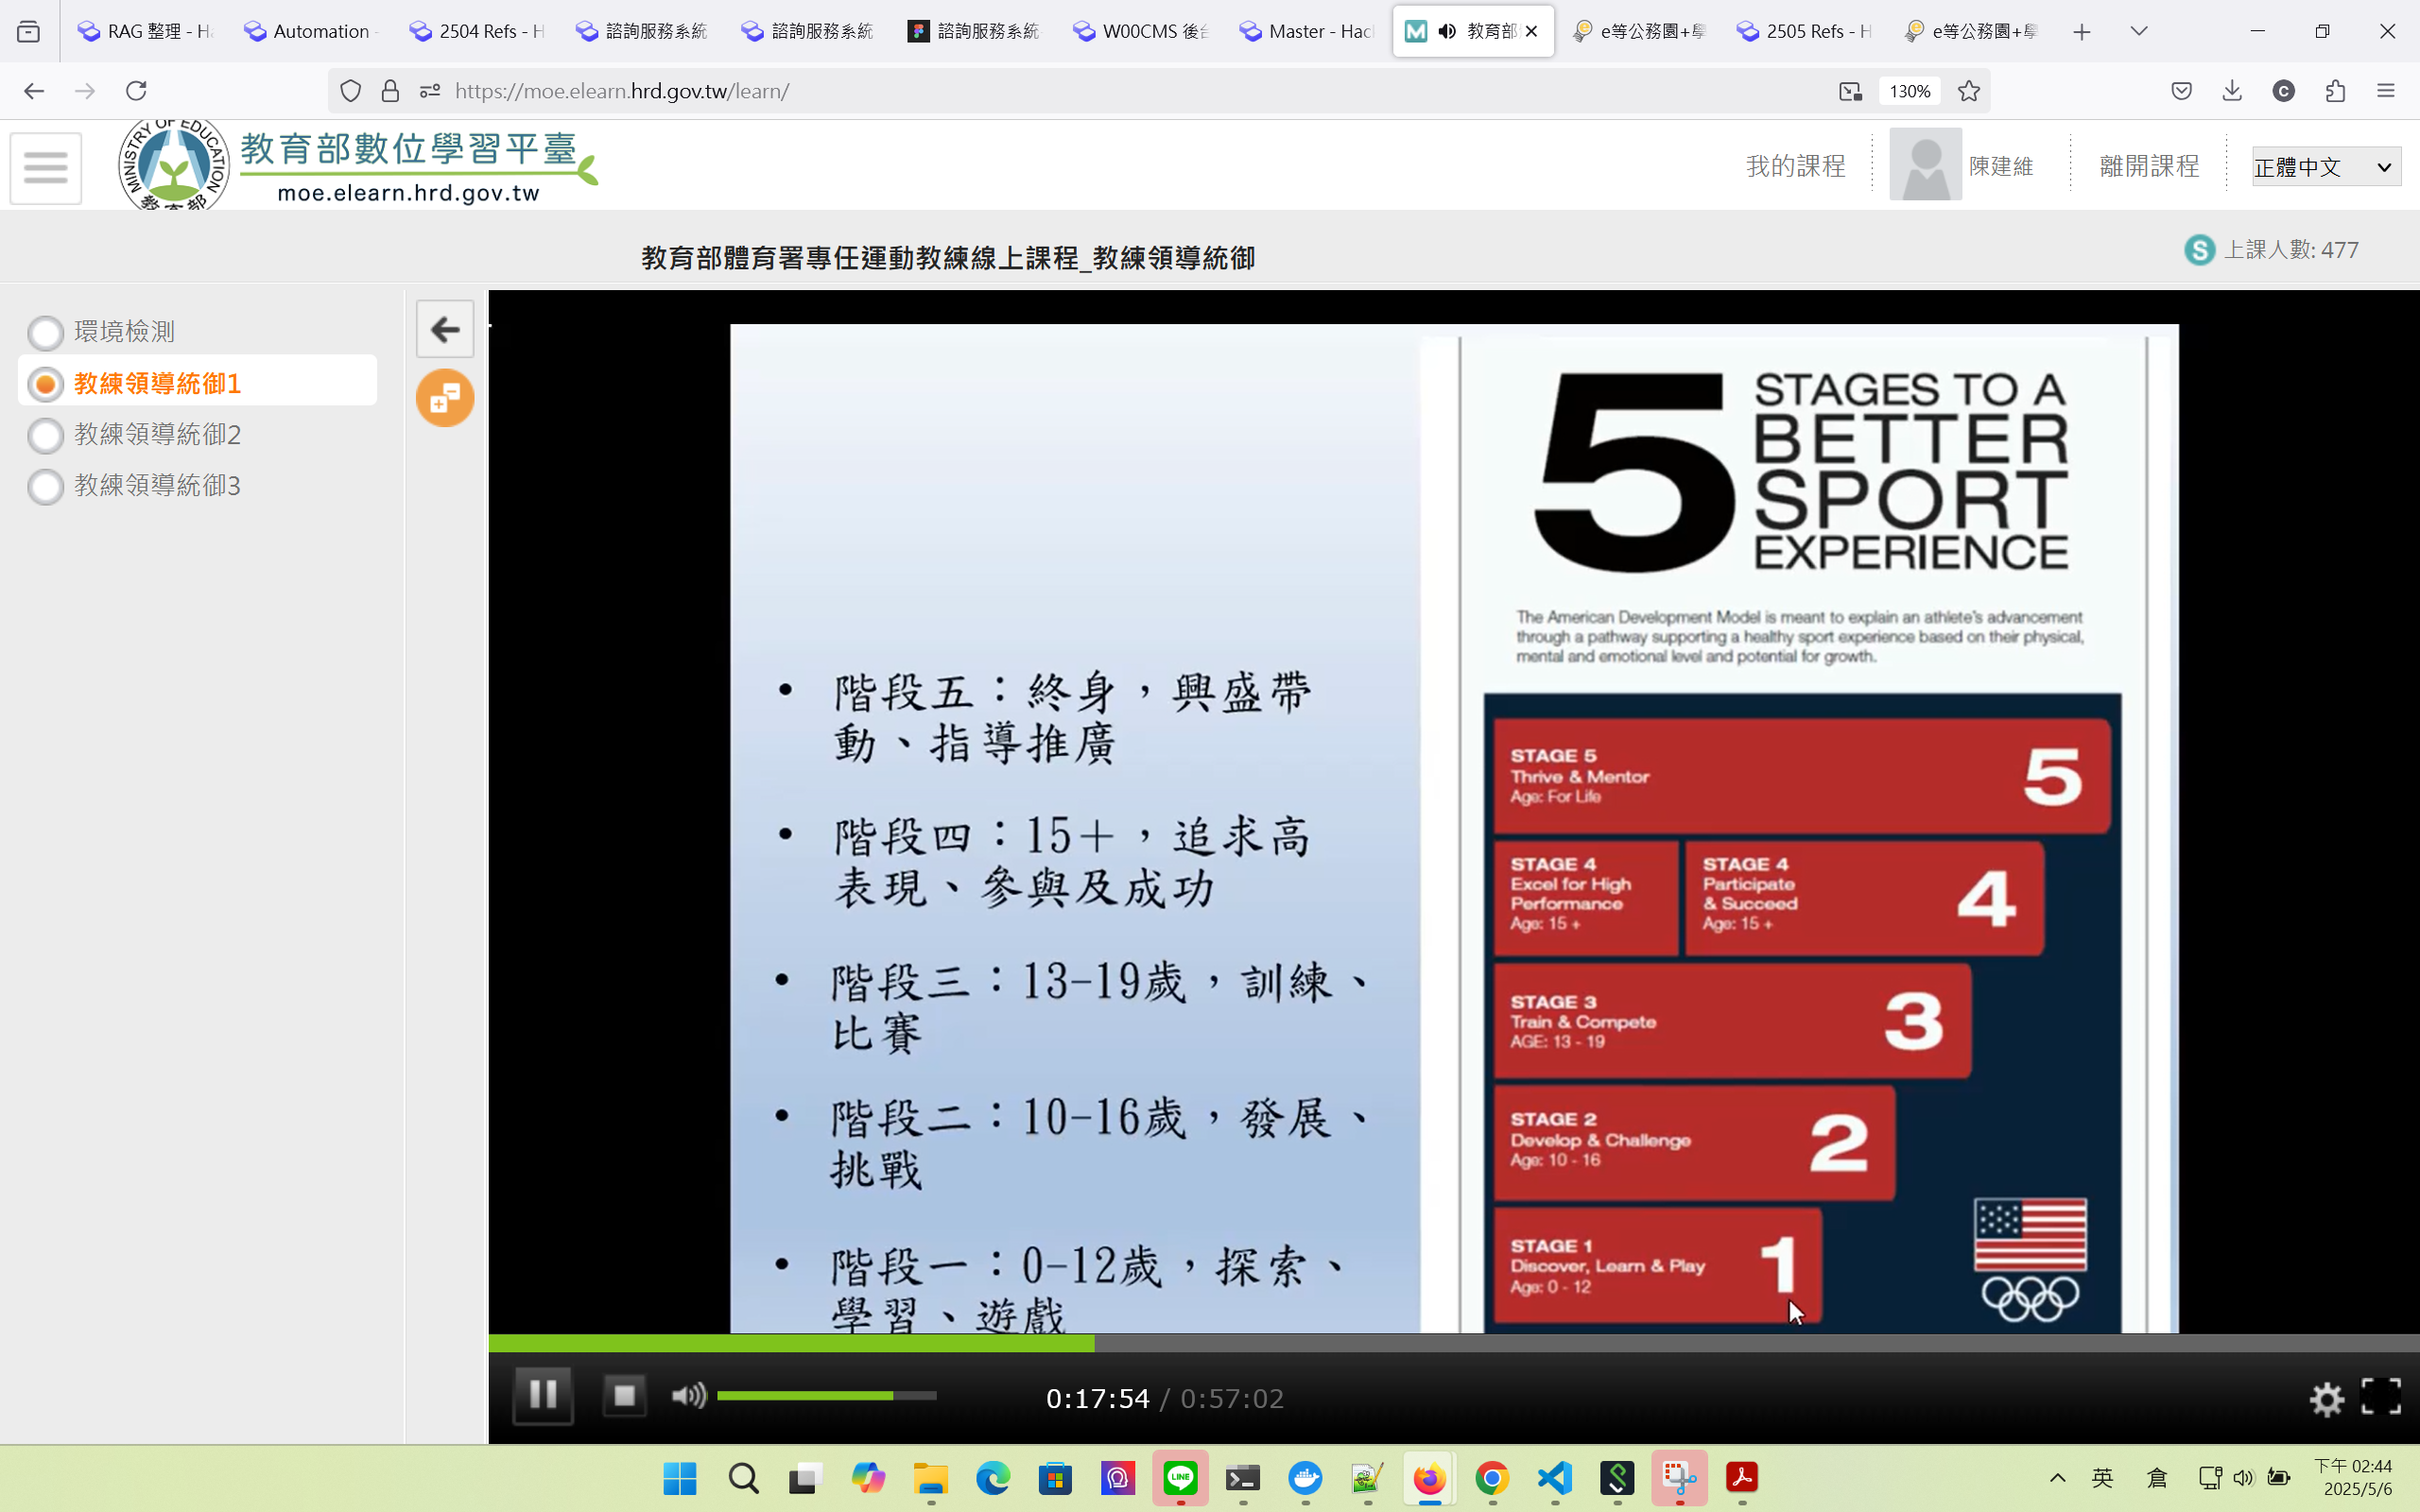 RAG 整理 - Ha
Automation -
2504 Refs - H
諮詢服務系統
諮詢服務系統
諮詢服務系統
W00CMS 後台
Master - Hac
教育部
e等公務園+學
2505 Refs - H
e等公務園+學
https://moe.elearn.hrd.gov.tw/learn/
130%
C
MINISTRY OF EDUCATION
教育部
教育部數位學習平臺
moe.elearn.hrd.gov.tw
我的課程
陳建維
離開課程
正體中文
教育部體育署專任運動教練線上課程_教練領導統御
S 上課人數: 477
環境檢測
教練領導統御1
教練領導統御2
教練領導統御3
• 階段五：終身，興盛帶
動、指導推廣
• 階段四：15＋，追求高
表現、參與及成功
• 階段三：13-19歲，訓練、
比賽
• 階段二：10-16歲，發展、
挑戰
• 階段一：0-12歲，探索、
學習、遊戲
5 STAGES TO A
BETTER
SPORT
EXPERIENCE
The American Development Model is meant to explain an athlete's advancement
through a pathway supporting a healthy sport experience based on their physical,
mental and emotional level and potential for growth.
STAGE 5
Thrive & Mentor
Age: For Life
5
STAGE 4
Excel for High
Performance
Age: 15 +
STAGE 4
Participate
& Succeed
Age: 15 +
4
STAGE 3
Train & Compete
AGE: 13 - 19
3
STAGE 2
Develop & Challenge
Age: 10 - 16
2
STAGE 1
Discover, Learn & Play
Age: 0 - 12
1
0:17:54 / 0:57:02
LINE
英
倉
下午 02:44
2025/5/6